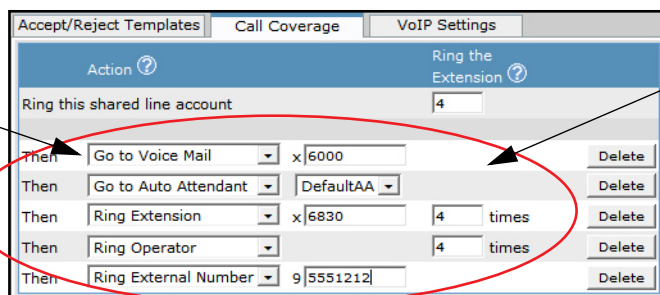 Accept/Reject Templates Call Coverage VoIP Settings
Action ? Ring the Extension ?
Ring this shared line account 4
Then Go to Voice Mail x 6000 Delete
Then Go to Auto Attendant DefaultAA Delete
Then Ring Extension x 6830 4 times Delete
Then Ring Operator 4 times Delete
Then Ring External Number 9 5551212 Delete